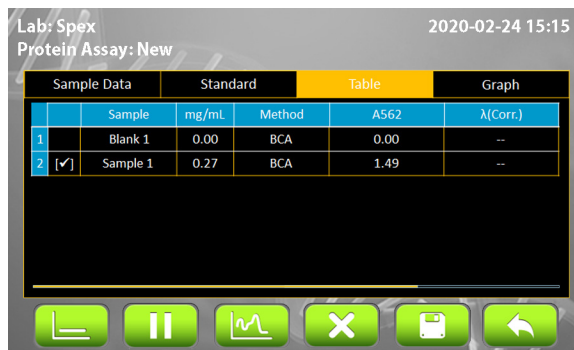 Lab: Spex 2020-02-24 15:15
Protein Assay: New
Sample Data Standard Table Graph
Sample mg/mL Method A562 λ(Corr.)
1 Blank 1 0.00 BCA 0.00 --
2 [✔] Sample 1 0.27 BCA 1.49 --